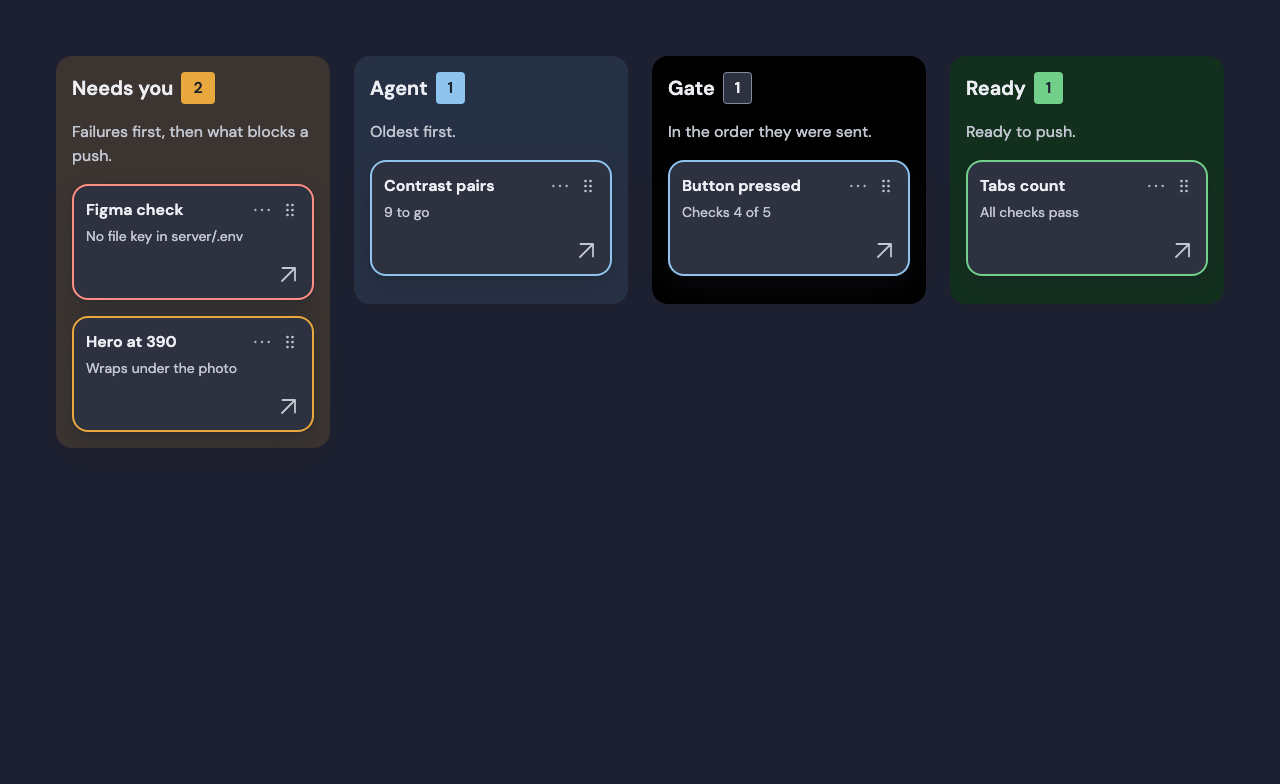 Needs you 2
Failures first, then what blocks a
push.
Figma check
No file key in server/.env
Hero at 390
Wraps under the photo
Agent 1
Oldest first.
Contrast pairs
9 to go
Gate 1
In the order they were sent.
Button pressed
Checks 4 of 5
Ready 1
Ready to push.
Tabs count
All checks pass